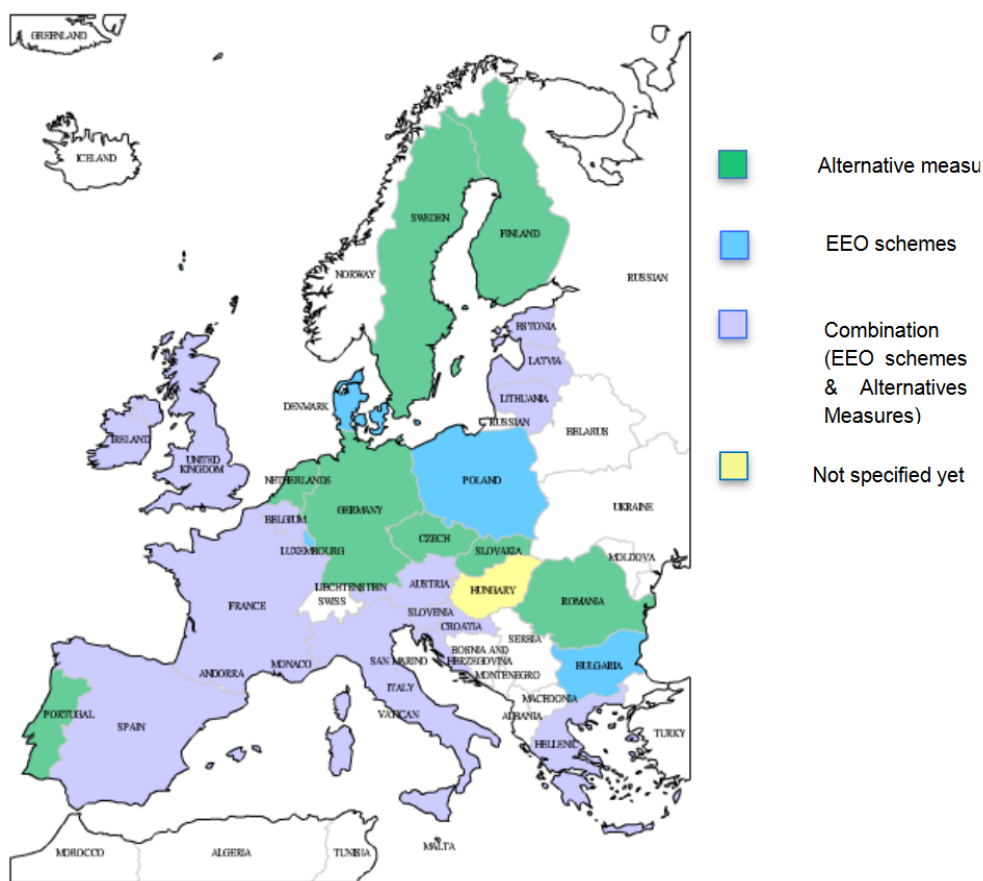 GREENLAND
ICELAND
SWEDEN
FINLAND
NORWAY
RUSSIAN
ESTONIA
LATVIA
LITHUANIA
RUSSIAN
DENMARK
BELARUS
IRELAND
UNITED
KINGDOM
NETHERLANDS
POLAND
GERMANY
UKRAINE
BELGIUM
CZECH
LUXEMBOURG
SLOVAKIA
MOLDOVA
LIECHTENSTEIN
AUSTRIA
HUNGARY
SWISS
FRANCE
ROMANIA
SLOVENIA
CROATIA
SERBIA
BOSNIA AND
HERZEGOVINA
MONACO
SAN MARINO
ANDORRA
BULGARIA
MONTENEGRO
ITALY
MACEDONIA
VATICAN
ALBANIA
PORTUGAL
SPAIN
HELLENIC
TURKY
MALTA
MOROCCO
ALGERIA
TUNISIA
Alternative measu
EEO schemes
Combination
(EEO schemes
& Alternatives
Measures)
Not specified yet